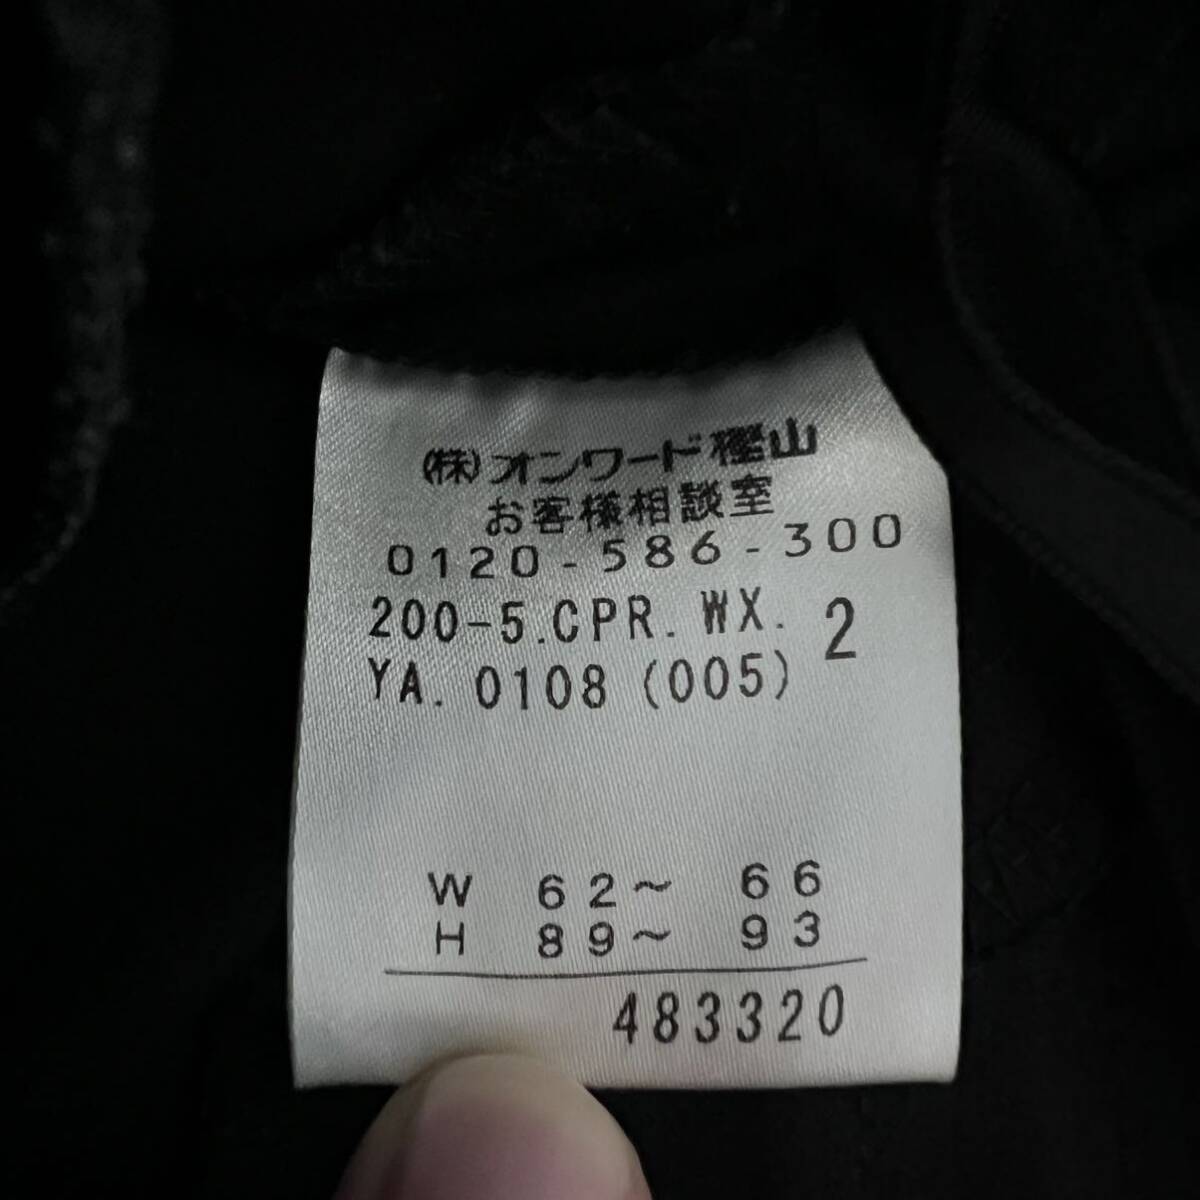 (株)オンワード樫山
お客様相談室
0120-586-300
200-5.CPR.WX. 2
YA.0108(005)
W 62~ 66
H 89~ 93
483320